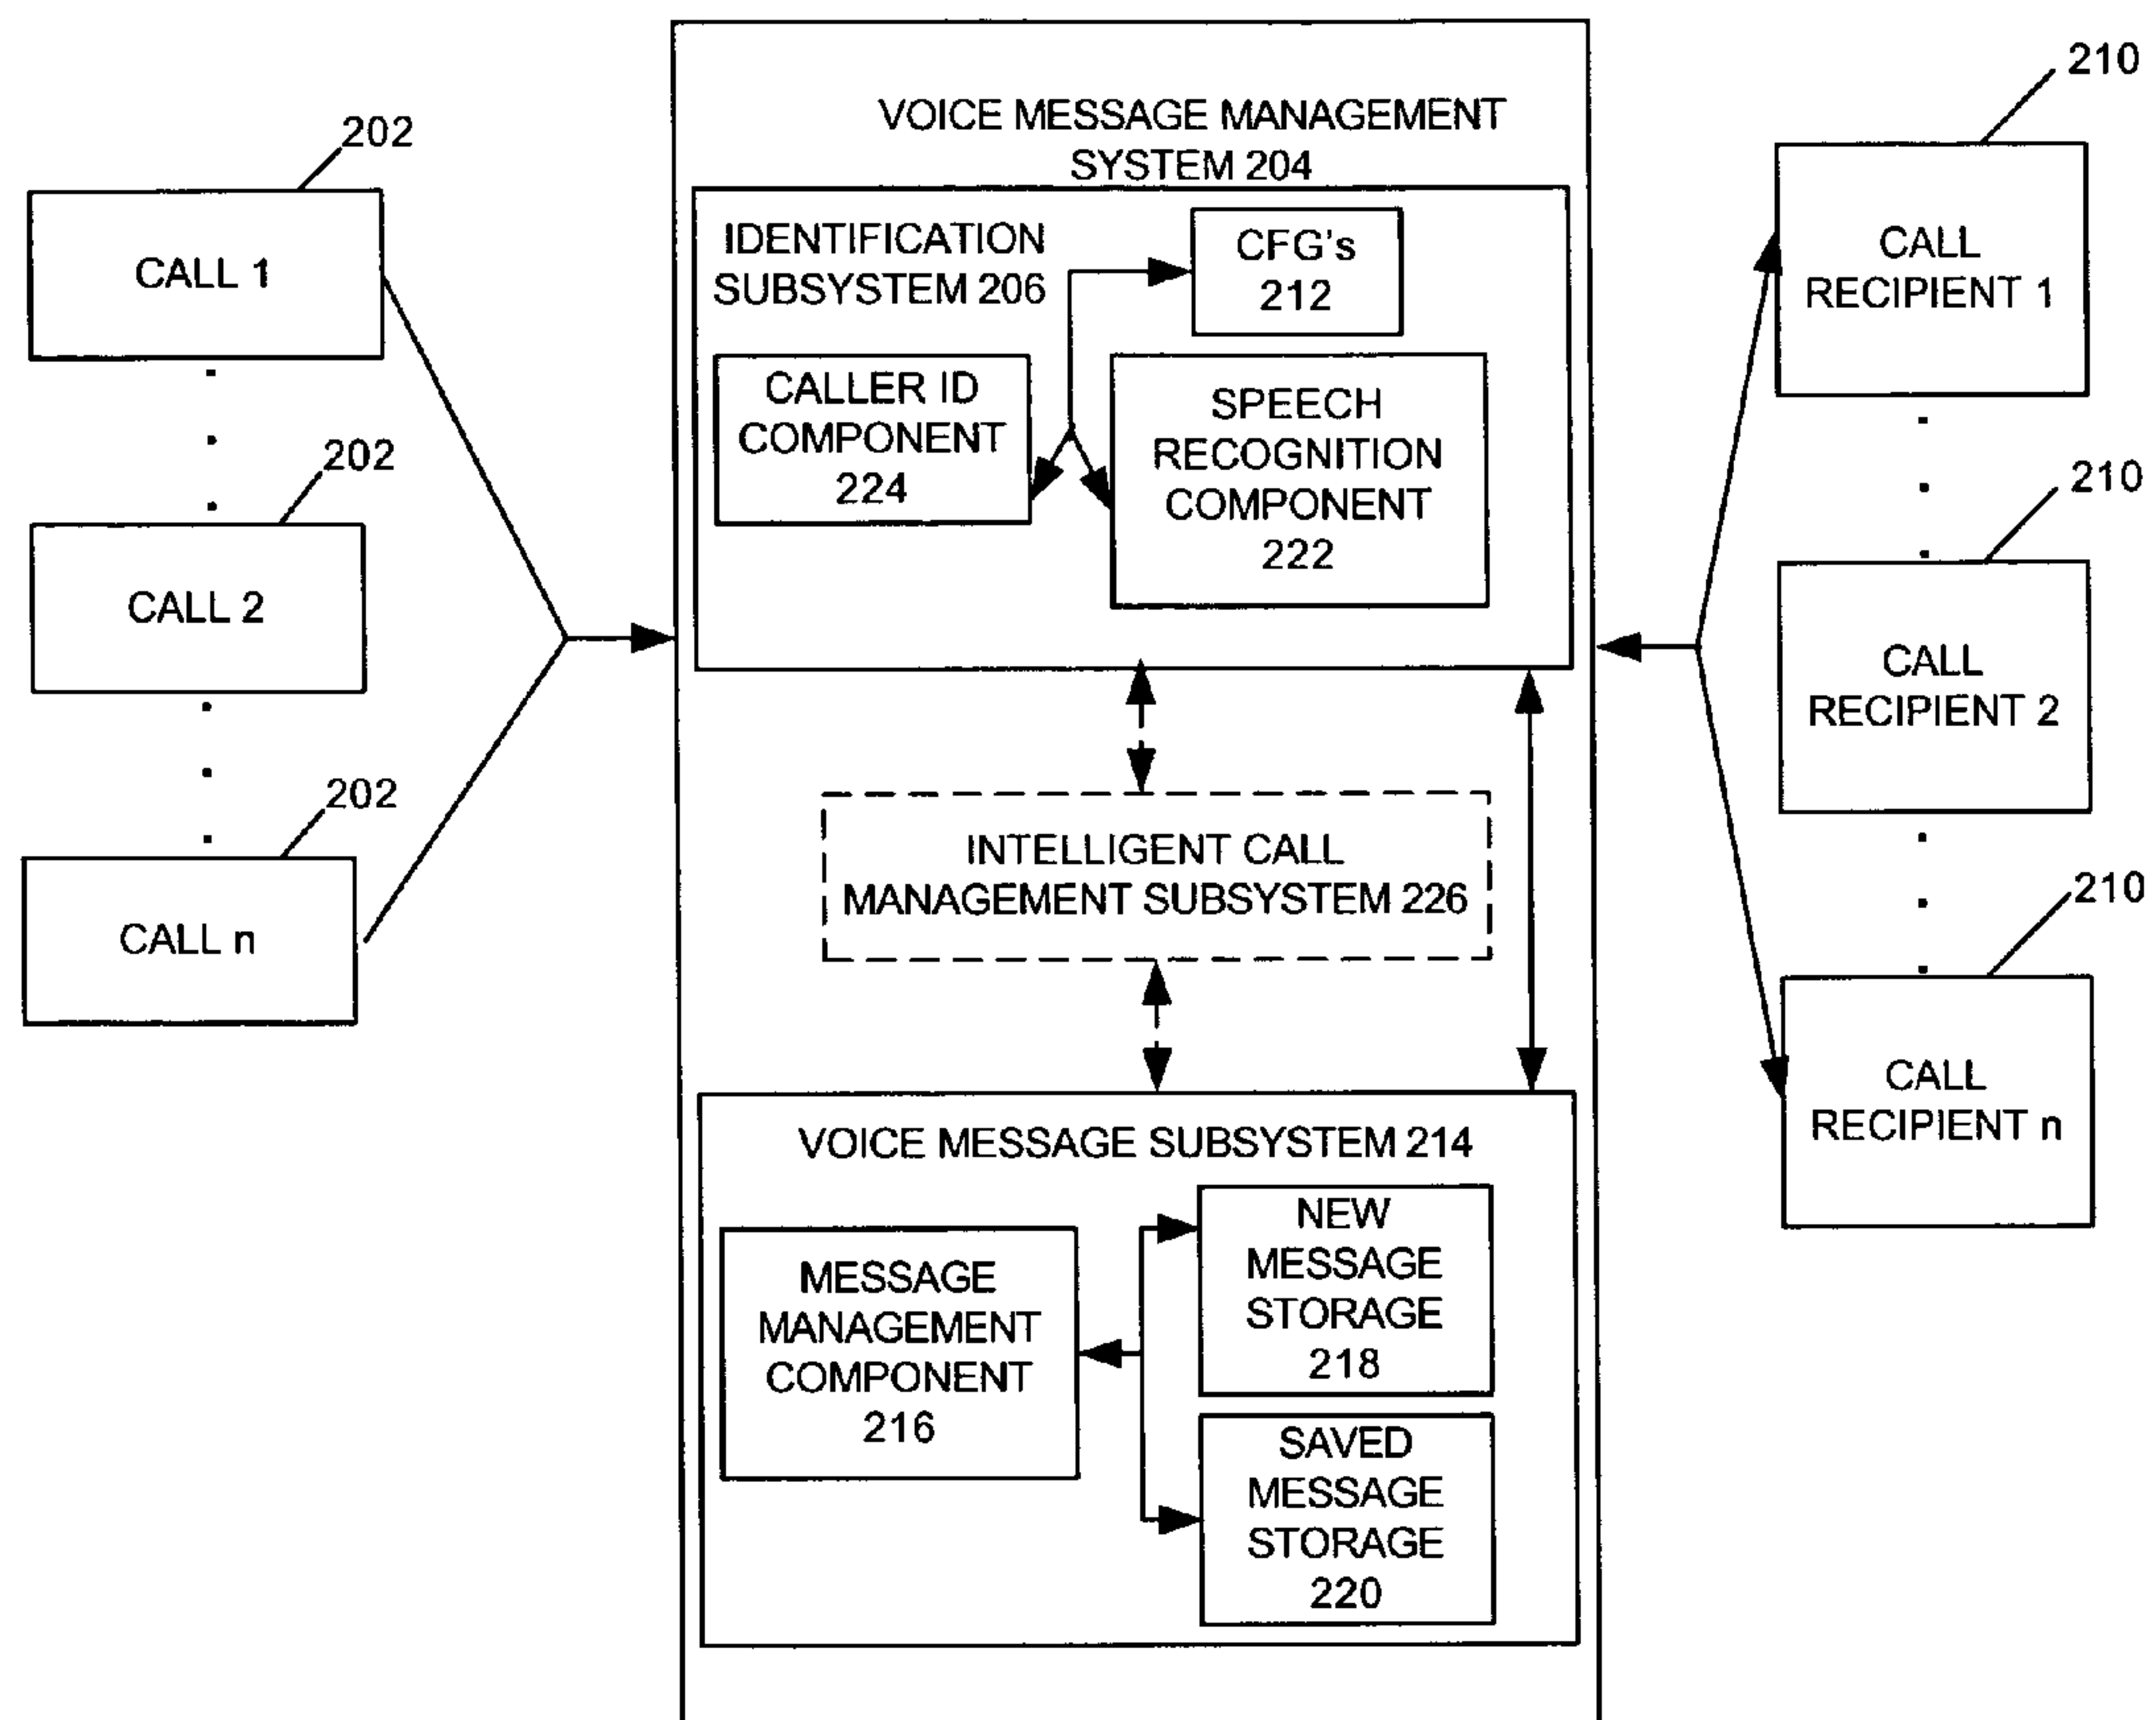 202
CALL 1
202
CALL 2
202
CALL n
VOICE MESSAGE MANAGEMENT
SYSTEM 204
IDENTIFICATION
SUBSYSTEM 206
CFG's
212
CALLER ID
COMPONENT
224
SPEECH
RECOGNITION
COMPONENT
222
INTELLIGENT CALL
MANAGEMENT SUBSYSTEM 226
VOICE MESSAGE SUBSYSTEM 214
MESSAGE
MANAGEMENT
COMPONENT
216
NEW
MESSAGE
STORAGE
218
SAVED
MESSAGE
STORAGE
220
210
CALL
RECIPIENT 1
210
CALL
RECIPIENT 2
210
CALL
RECIPIENT n